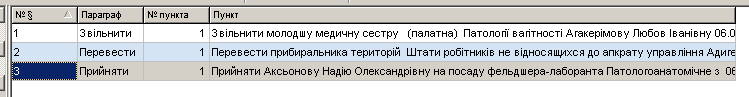 № § Параграф № пункта Пункт
1 Звільнити 1 Звільнити молодшу медичну сестру (палатна) Патології вагітності Агакерімову Любов Іванівну 06.0
2 Перевести 1 Перевести прибиральника територій Штати робітників не відносящихся до апкрату управління Адиге
3 Прийняти 1 Прийняти Аксьонову Надію Олександрівну на посаду фельдшера-лаборанта Патологоанатомічне з 06